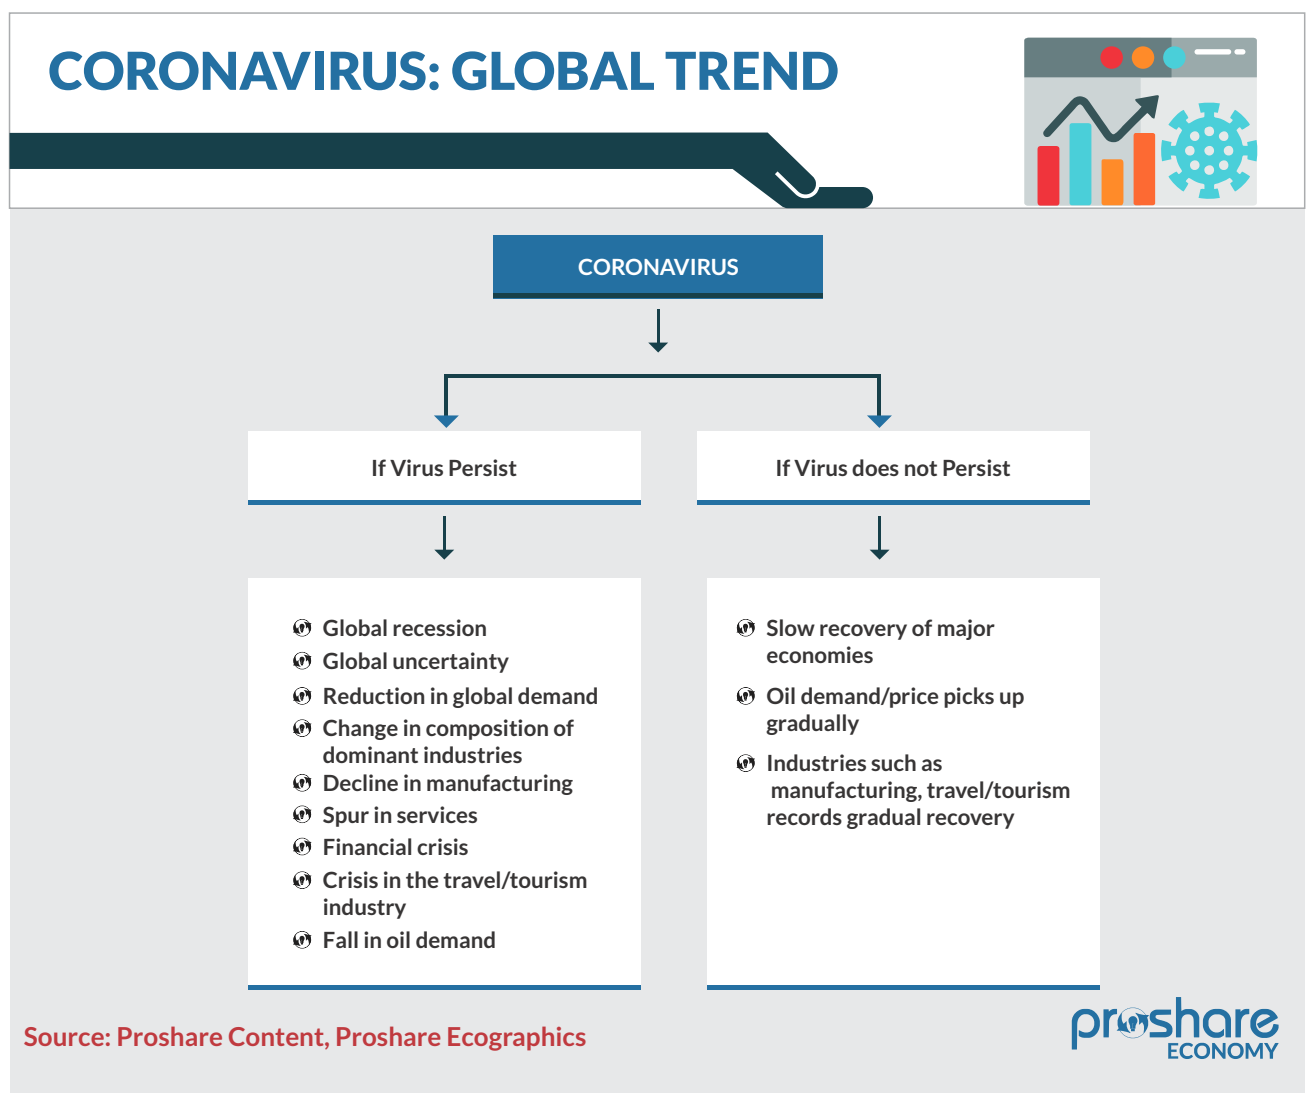 CORONAVIRUS: GLOBAL TREND
CORONAVIRUS
If Virus Persist
If Virus does not Persist
Global recession
Global uncertainty
Reduction in global demand
Change in composition of
dominant industries
Decline in manufacturing
Spur in services
Financial crisis
Crisis in the travel/tourism
industry
Fall in oil demand
Slow recovery of major
economies
Oil demand/price picks up
gradually
Industries such as
manufacturing, travel/tourism
records gradual recovery
Source: Proshare Content, Proshare Ecographics
proshare
ECONOMY